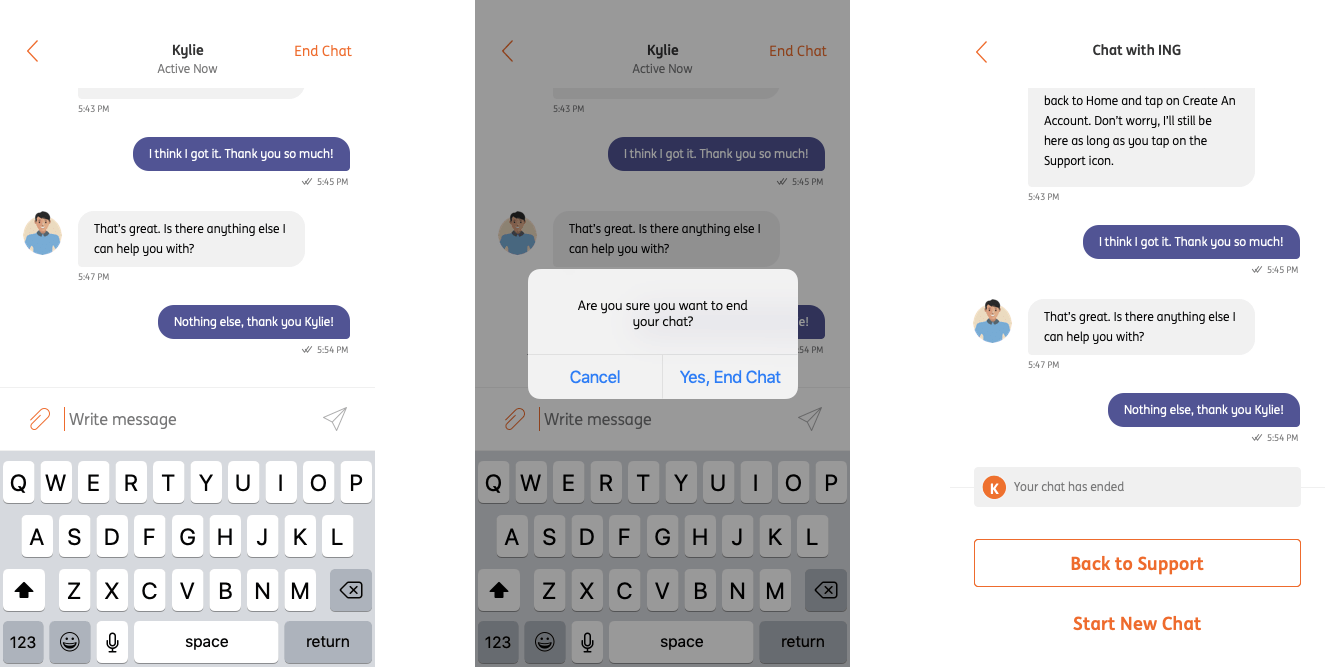 Kylie
Active Now
End Chat
5:43 PM
I think I got it. Thank you so much!
5:45 PM
That's great. Is there anything else I
can help you with?
5:47 PM
Nothing else, thank you Kylie!
5:54 PM
Write message
Q W E R T Y U I O P
A S D F G H J K L
Z X C V B N M
123 space return
Kylie
Active Now
End Chat
5:43 PM
I think I got it. Thank you so much!
5:45 PM
That's great. Is there anything else I
can help you with?
Are you sure you want to end
your chat?
e!
:54 PM
Cancel
Yes, End Chat
Write message
Q W E R T Y U I O P
A S D F G H J K L
Z X C V B N M
123 space return
Chat with ING
back to Home and tap on Create An
Account. Don't worry, I'll still be
here as long as you tap on the
Support icon.
5:43 PM
I think I got it. Thank you so much!
5:45 PM
That's great. Is there anything else I
can help you with?
5:47 PM
Nothing else, thank you Kylie!
5:54 PM
K Your chat has ended
Back to Support
Start New Chat